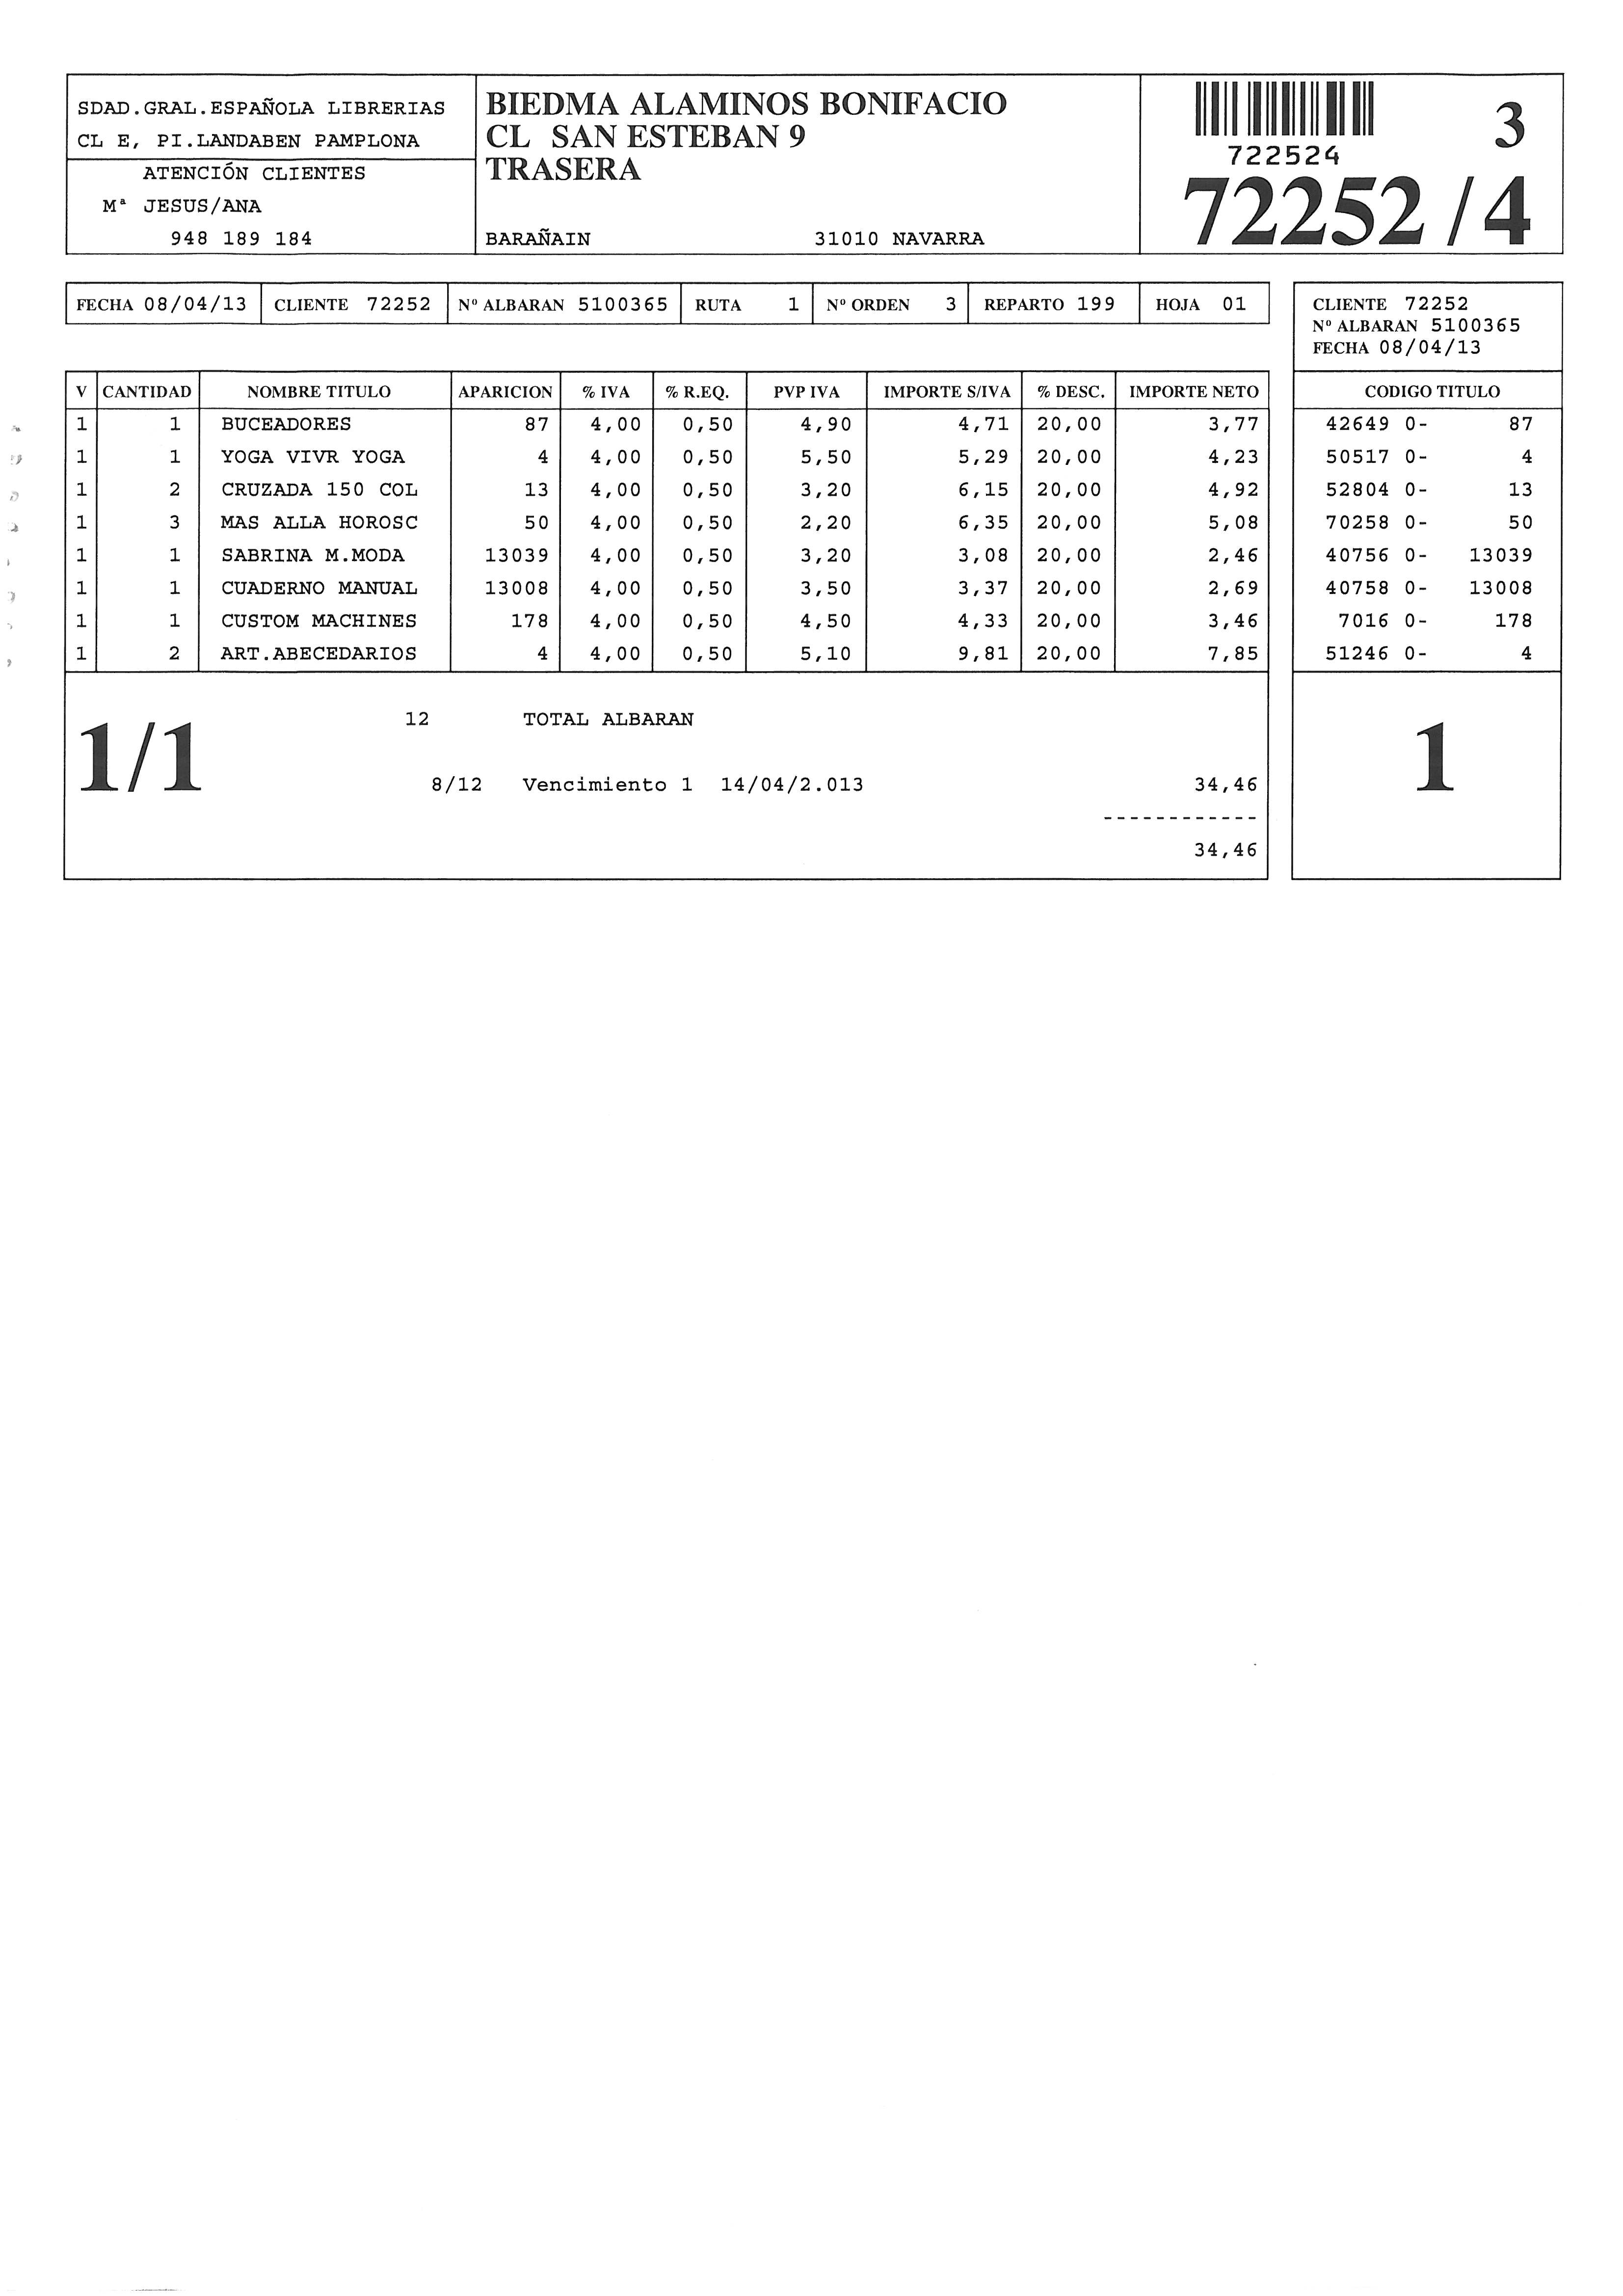 SDAD.GRAL.ESPAÑOLA LIBRERIAS
CL E, PI.LANDABEN PAMPLONA
ATENCIÓN CLIENTES
Mª JESUS/ANA
948 189 184
BIEDMA ALAMINOS BONIFACIO
CL SAN ESTEBAN 9
TRASERA
BARAÑAIN 31010 NAVARRA
3
722524
72252 / 4
FECHA 08/04/13 CLIENTE 72252 Nº ALBARAN 5100365 RUTA 1 Nº ORDEN 3 REPARTO 199 HOJA 01
CLIENTE 72252
Nº ALBARAN 5100365
FECHA 08/04/13
V CANTIDAD NOMBRE TITULO APARICION % IVA % R.EQ. PVP IVA IMPORTE S/IVA % DESC. IMPORTE NETO CODIGO TITULO
1 1 BUCEADORES 87 4,00 0,50 4,90 4,71 20,00 3,77 42649 0- 87
1 1 YOGA VIVR YOGA 4 4,00 0,50 5,50 5,29 20,00 4,23 50517 0- 4
1 2 CRUZADA 150 COL 13 4,00 0,50 3,20 6,15 20,00 4,92 52804 0- 13
1 3 MAS ALLA HOROSC 50 4,00 0,50 2,20 6,35 20,00 5,08 70258 0- 50
1 1 SABRINA M.MODA 13039 4,00 0,50 3,20 3,08 20,00 2,46 40756 0- 13039
1 1 CUADERNO MANUAL 13008 4,00 0,50 3,50 3,37 20,00 2,69 40758 0- 13008
1 1 CUSTOM MACHINES 178 4,00 0,50 4,50 4,33 20,00 3,46 7016 0- 178
1 2 ART.ABECEDARIOS 4 4,00 0,50 5,10 9,81 20,00 7,85 51246 0- 4
12 TOTAL ALBARAN
1/1
8/12 Vencimiento 1 14/04/2.013 34,46
------------
34,46
1